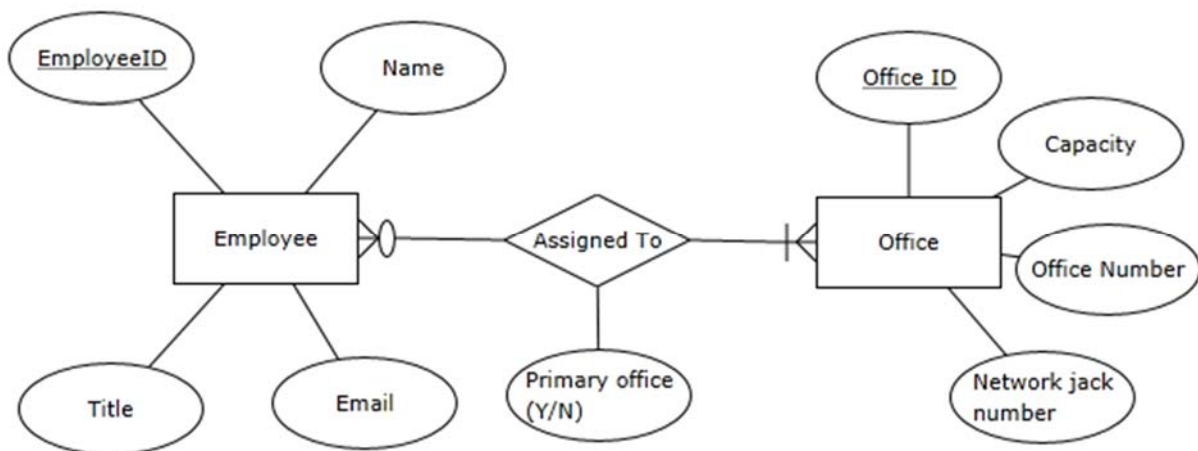 EmployeeID
Name
Office ID
Capacity
Employee
Assigned To
Office
Office Number
Title
Email
Primary office
(Y/N)
Network jack
number